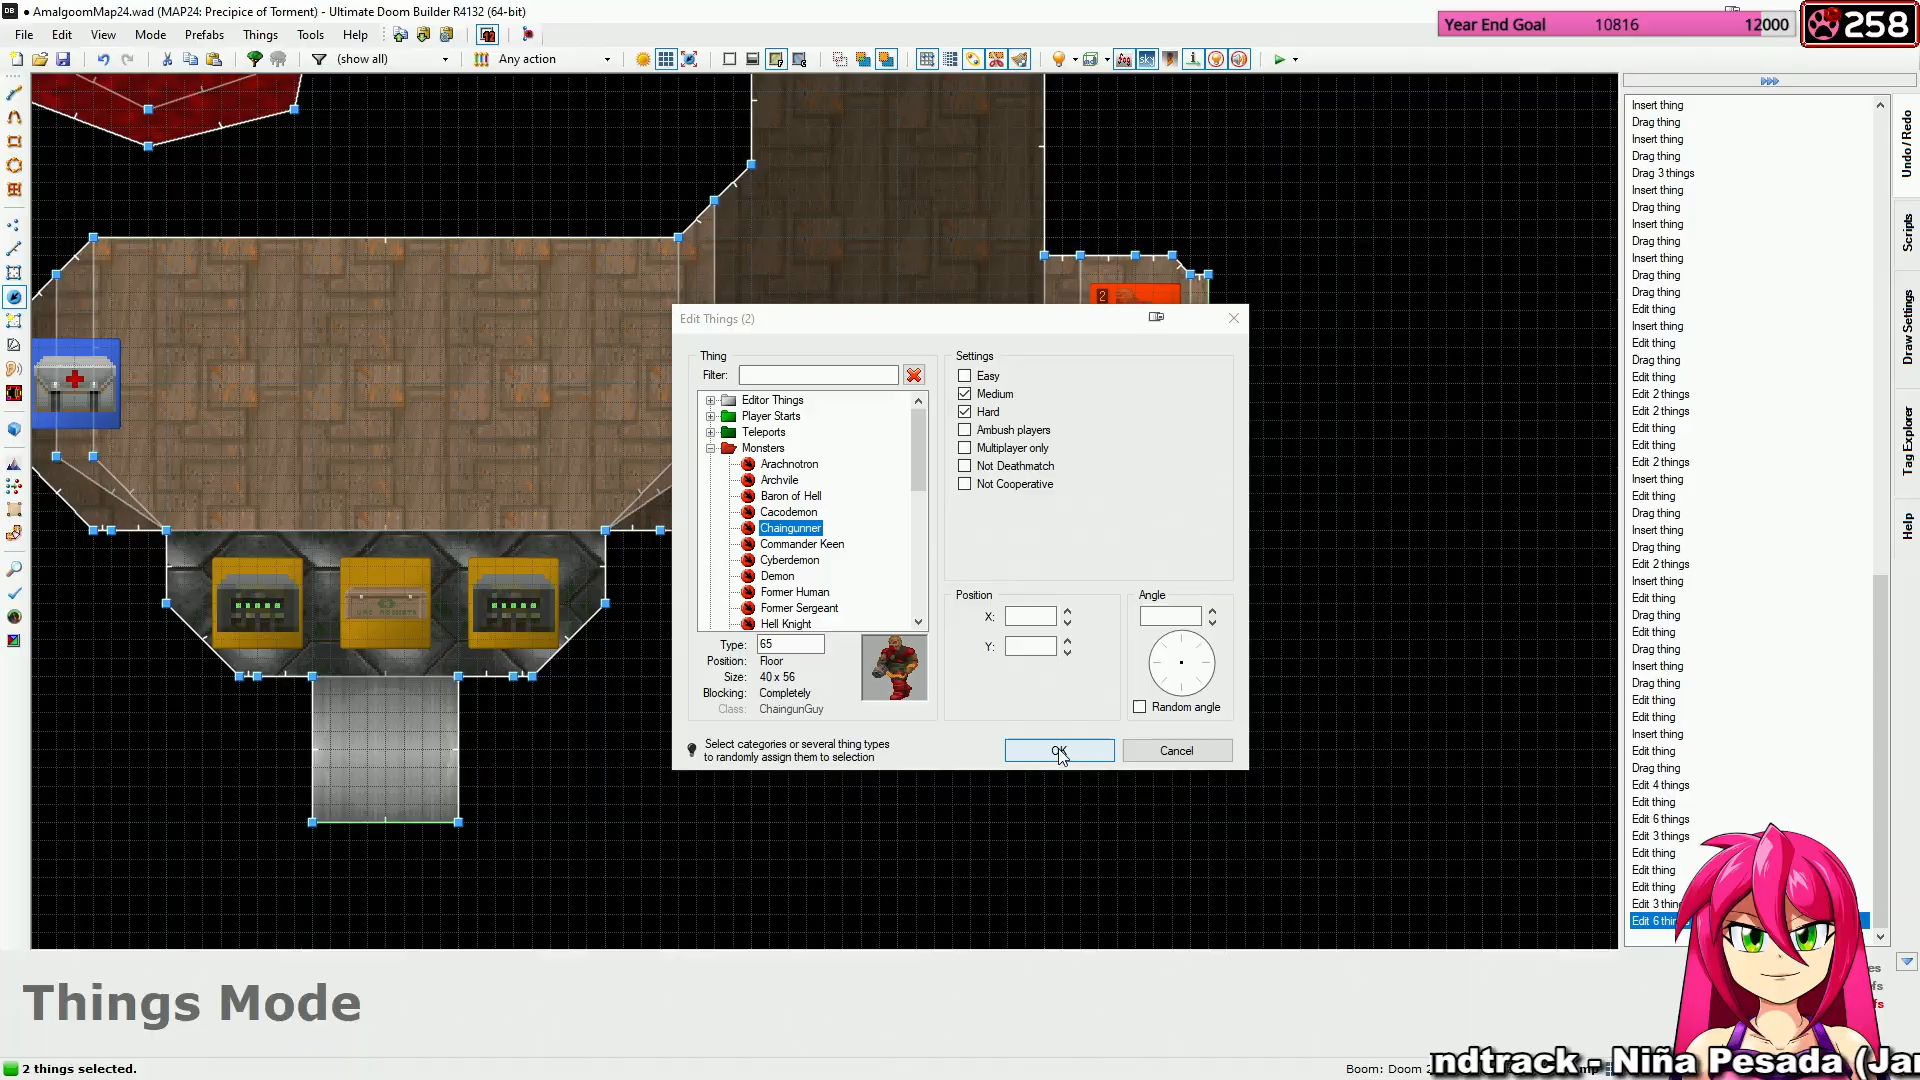 AmalgoomMap24.wad (MAP24: Precipice of Torment) - Ultimate Doom Builder R4132 (64-bit)
Year End Goal 10816 12000
258
File Edit View Mode Prefabs Things Tools Help
(show all)
Any action
Insert thing
Drag thing
Insert thing
Drag thing
Drag 3 things
Insert thing
Drag thing
Insert thing
Drag thing
Insert thing
Drag thing
Drag thing
Edit thing
Insert thing
Edit thing
Drag thing
Edit thing
Edit 2 things
Edit 2 things
Edit thing
Edit thing
Edit 2 things
Insert thing
Edit thing
Drag thing
Insert thing
Drag thing
Edit 2 things
Insert thing
Edit thing
Drag thing
Edit thing
Drag thing
Insert thing
Drag thing
Edit thing
Edit thing
Insert thing
Edit thing
Drag thing
Edit 4 things
Edit thing
Edit 6 things
Edit 3 things
Edit thing
Edit thing
Edit thing
Edit 3 thin
Edit 6 thin
Undo / Redo
Scripts
Draw Settings
Tag Explorer
Help
2
Edit Things (2)
Thing
Filter:
Editor Things
Player Starts
Teleports
Monsters
Arachnotron
Archvile
Baron of Hell
Cacodemon
Chaingunner
Commander Keen
Cyberdemon
Demon
Former Human
Former Sergeant
Hell Knight
Type: 65
Position: Floor
Size: 40 x 56
Blocking: Completely
Class: ChaingunGuy
Settings
Easy
Medium
Hard
Ambush players
Multiplayer only
Not Deathmatch
Not Cooperative
Position
X:
Y:
Angle
Random angle
Select categories or several thing types
to randomly assign them to selection
OK
Cancel
Things Mode
2 things selected.
Boom: Doom 2
ndtrack - Niña Pesada (Ja